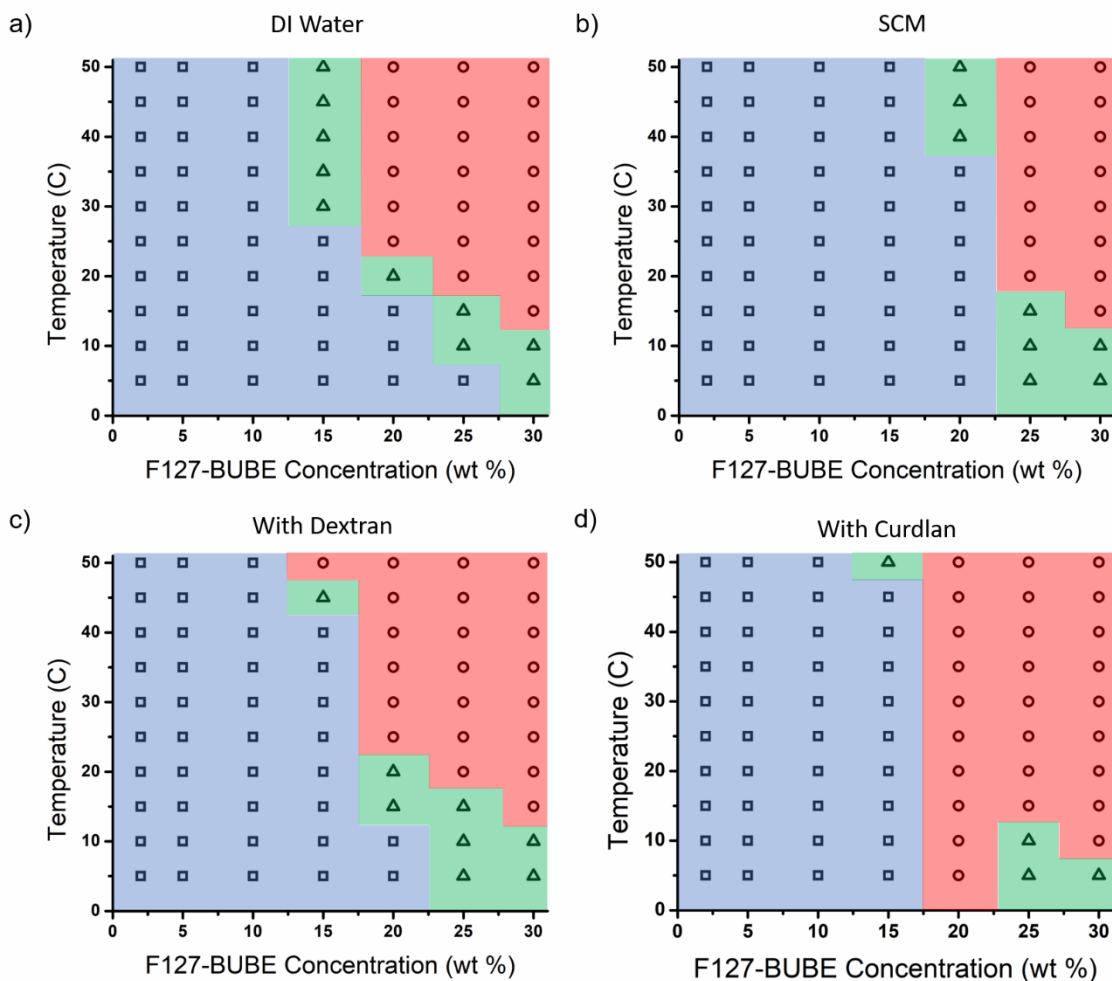 a)
DI Water
Temperature (C)
50
40
30
20
10
0
0 5 10 15 20 25 30
F127-BUBE Concentration (wt %)
b)
SCM
Temperature (C)
50
40
30
20
10
0
0 5 10 15 20 25 30
F127-BUBE Concentration (wt %)
c)
With Dextran
Temperature (C)
50
40
30
20
10
0
0 5 10 15 20 25 30
F127-BUBE Concentration (wt %)
d)
With Curdlan
Temperature (C)
50
40
30
20
10
0
0 5 10 15 20 25 30
F127-BUBE Concentration (wt %)